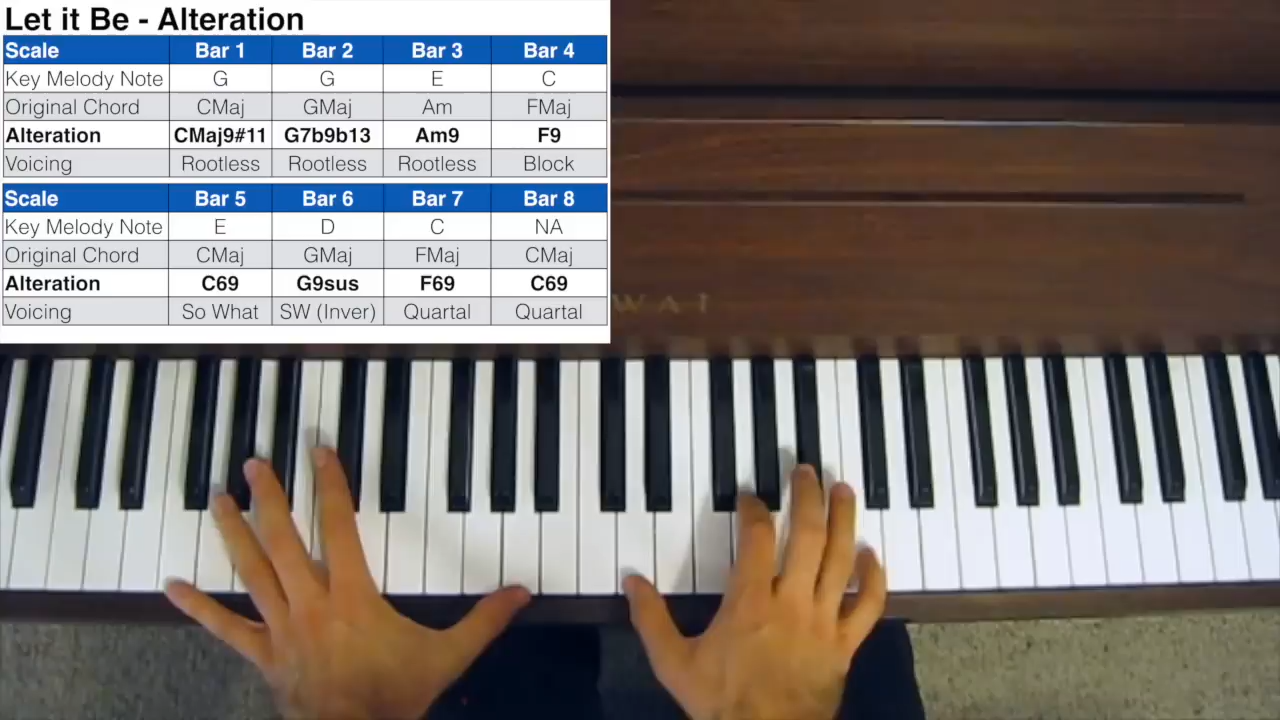 Let it Be - Alteration
Scale Bar 1 Bar 2 Bar 3 Bar 4
Key Melody Note G G E C
Original Chord CMaj GMaj Am FMaj
Alteration CMaj9#11 G7b9b13 Am9 F9
Voicing Rootless Rootless Rootless Block
Scale Bar 5 Bar 6 Bar 7 Bar 8
Key Melody Note E D C NA
Original Chord CMaj GMaj FMaj CMaj
Alteration C69 G9sus F69 C69
Voicing So What SW (Inver) Quartal Quartal
WAI